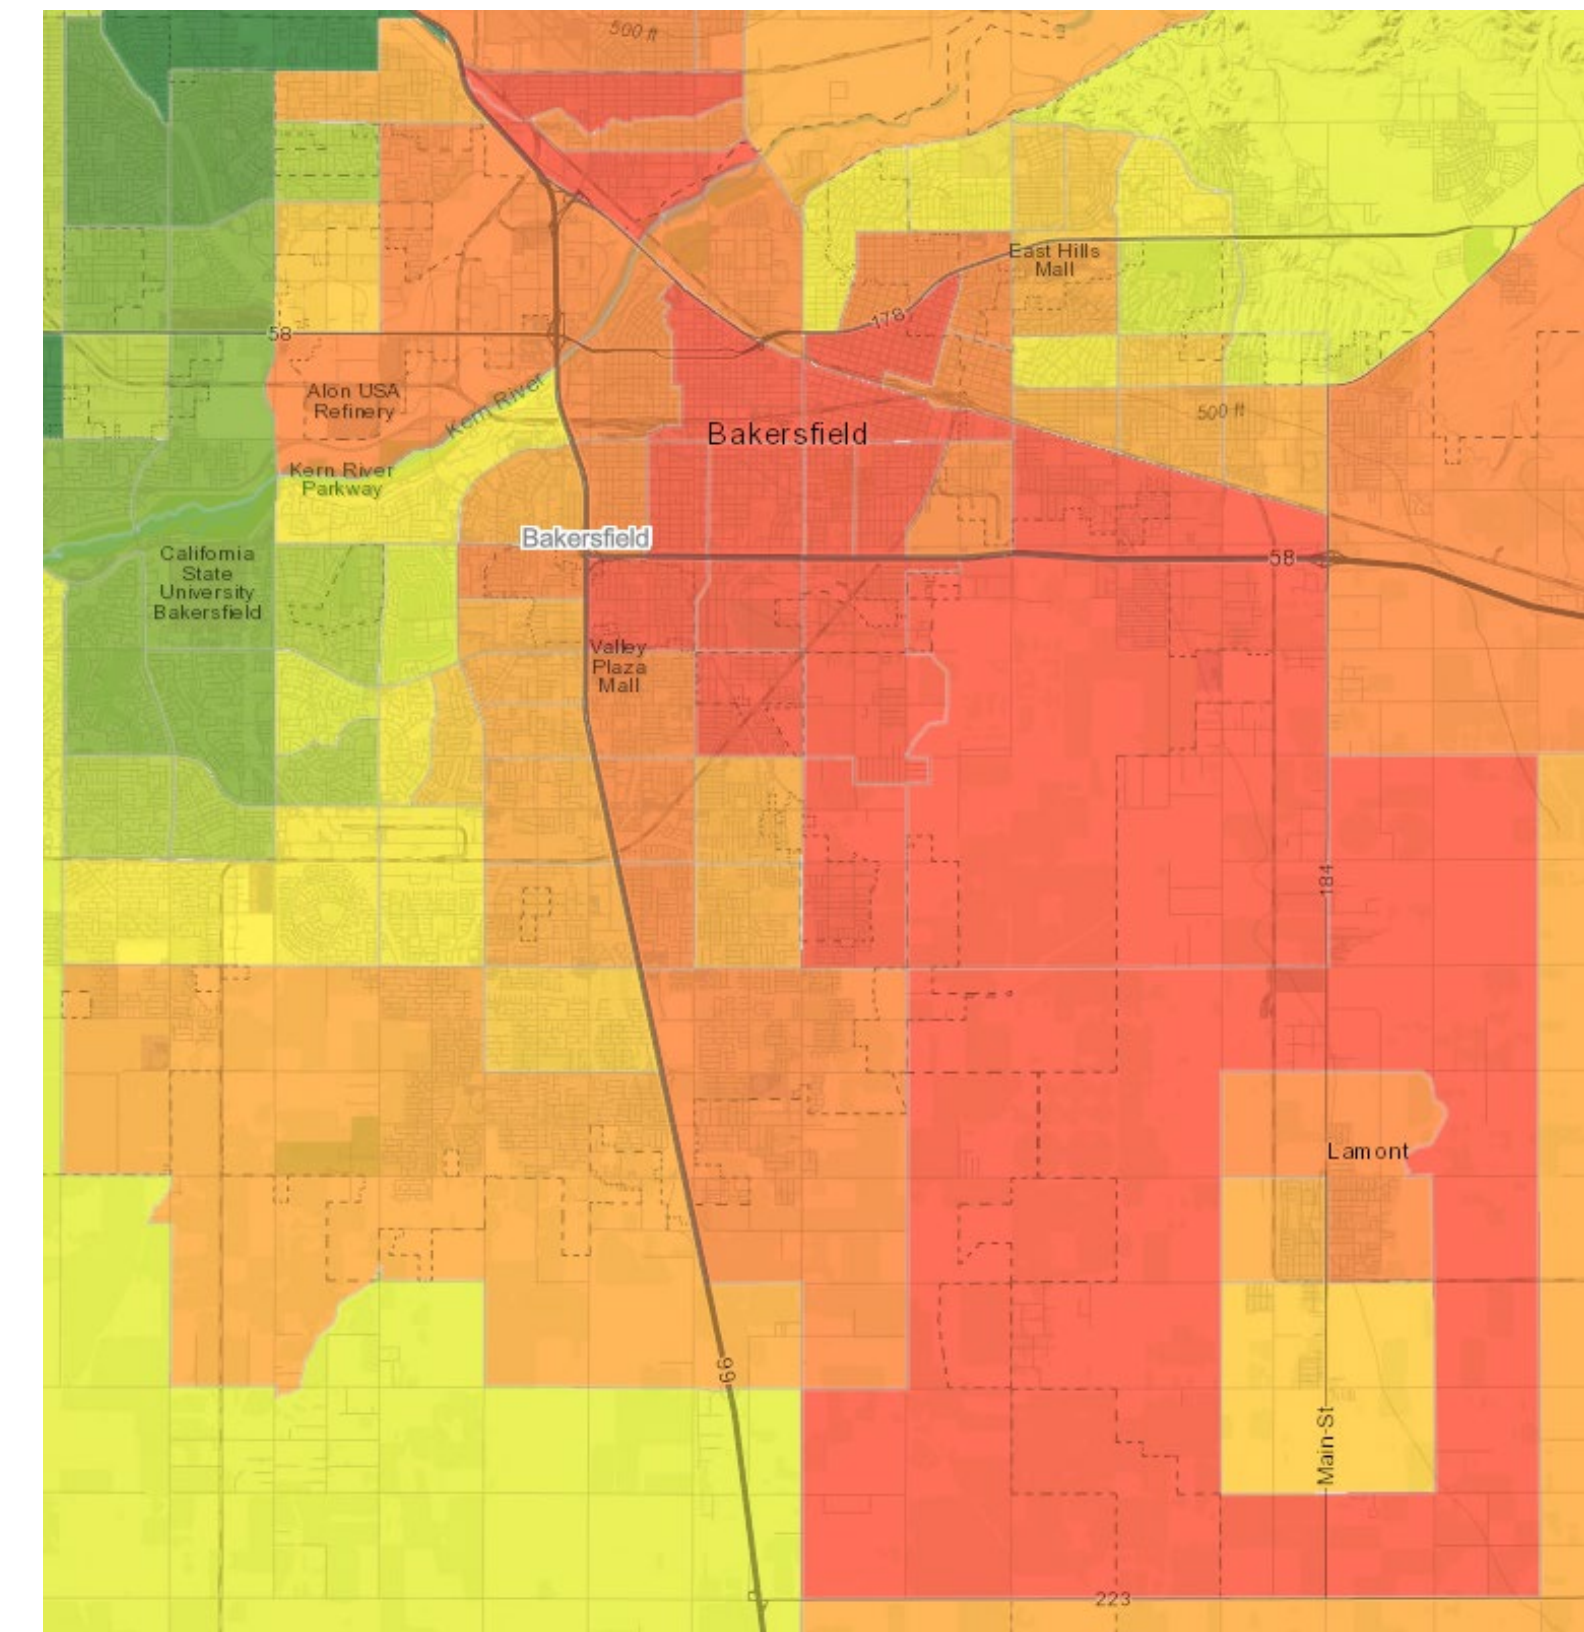 500 ft
East Hills
Mall
178
58
Alon USA
Refinery
Kern River
500 ft
Bakersfield
Kern River
Parkway
Bakersfield
California
State
University
Bakersfield
58
Valley
Plaza
Mall
184
Lamont
99
Main-St
223